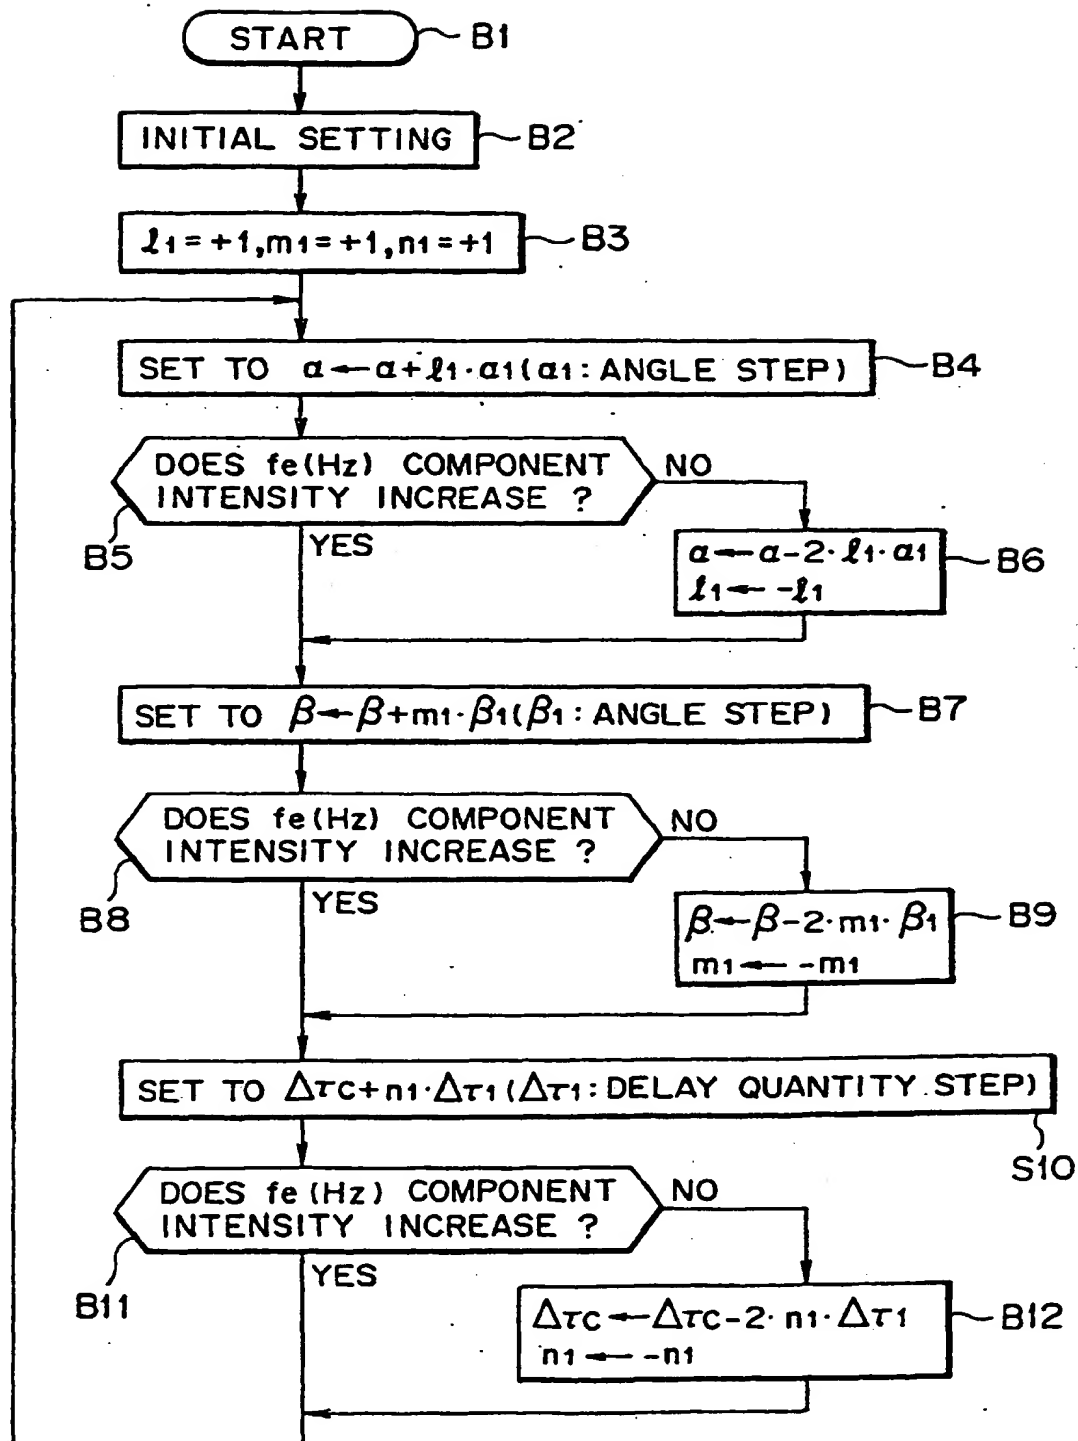 START
B1
INITIAL SETTING
B2
ℓ1=+1,m1=+1,n1=+1
B3
SET TO α←α+ℓ1·α1(α1:ANGLE STEP)
B4
DOES fe(Hz) COMPONENT
INTENSITY INCREASE ?
NO
B5
YES
α←α-2·ℓ1·α1
ℓ1← -ℓ1
B6
SET TO β←β+m1·β1(β1:ANGLE STEP)
B7
DOES fe(Hz) COMPONENT
INTENSITY INCREASE ?
NO
B8
YES
β←β-2·m1·β1
m1← -m1
B9
SET TO ΔτC+n1·Δτ1(Δτ1:DELAY QUANTITY STEP)
S10
DOES fe(Hz) COMPONENT
INTENSITY INCREASE ?
NO
B11
YES
ΔτC←ΔτC-2·n1·Δτ1
n1← -n1
B12